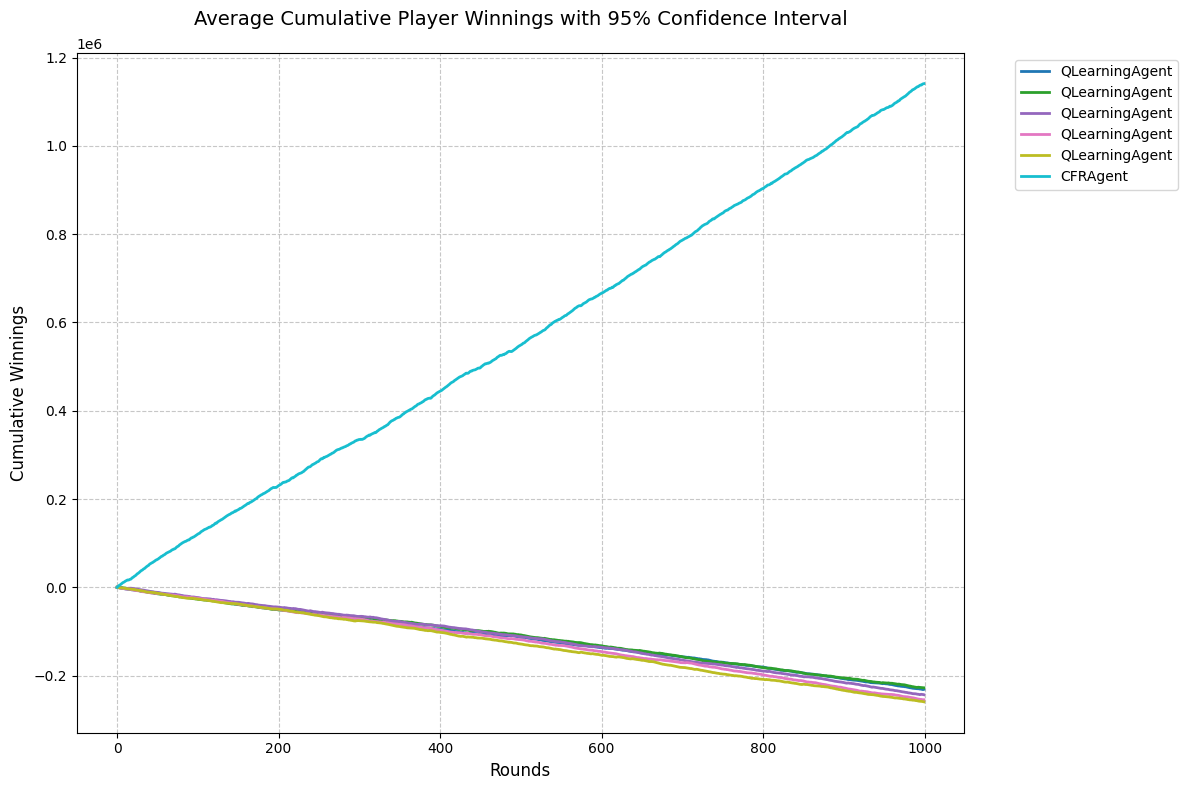 Average Cumulative Player Winnings with 95% Confidence Interval
1e6
1.2
1.0
0.8
0.6
0.4
0.2
0.0
−0.2
Cumulative Winnings
0 200 400 600 800 1000
Rounds
QLearningAgent
QLearningAgent
QLearningAgent
QLearningAgent
QLearningAgent
CFRAgent